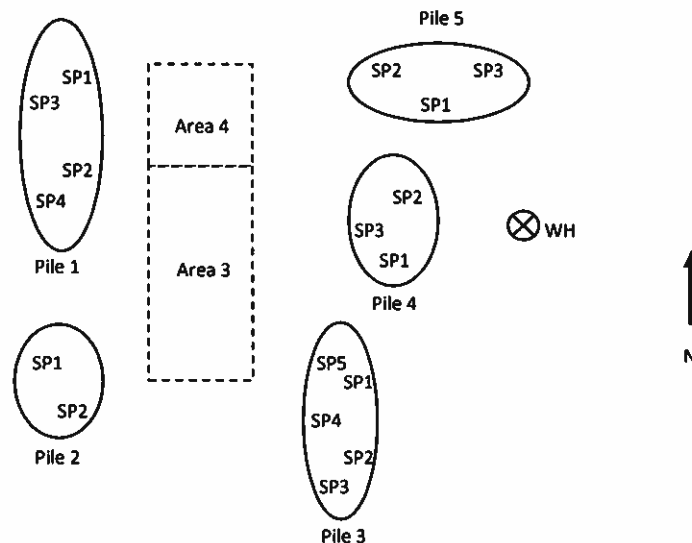 Pile 5
SP1
SP3
SP2
SP4
Pile 1
Area 4
Area 3
SP2
SP3
SP1
SP2
SP3
SP1
Pile 4
WH
N
SP1
SP2
Pile 2
SP5
SP1
SP4
SP2
SP3
Pile 3